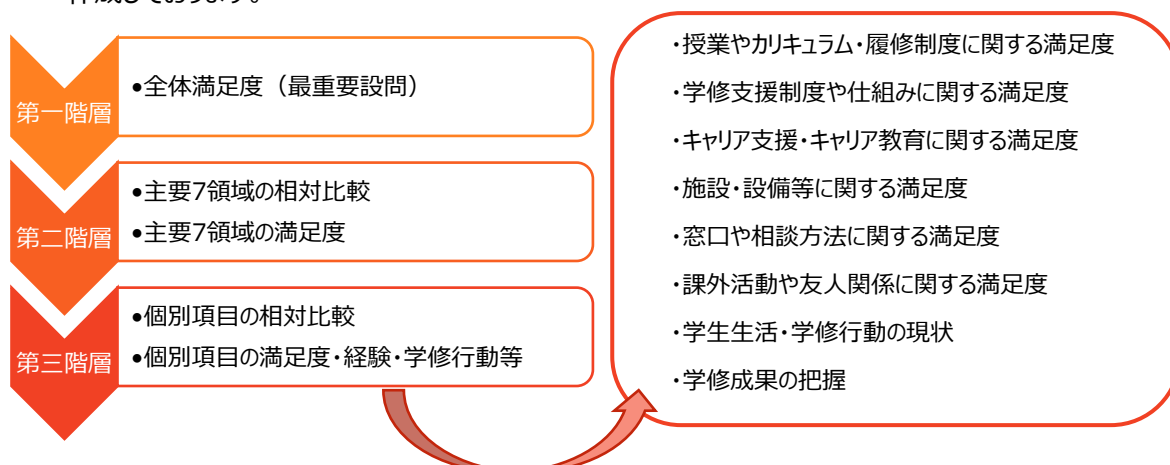 作成しております。
第一階層
•全体満足度（最重要設問）
第二階層
•主要7領域の相対比較
•主要7領域の満足度
第三階層
•個別項目の相対比較
•個別項目の満足度・経験・学修行動等
・授業やカリキュラム・履修制度に関する満足度
・学修支援制度や仕組みに関する満足度
・キャリア支援・キャリア教育に関する満足度
・施設・設備等に関する満足度
・窓口や相談方法に関する満足度
・課外活動や友人関係に関する満足度
・学生生活・学修行動の現状
・学修成果の把握